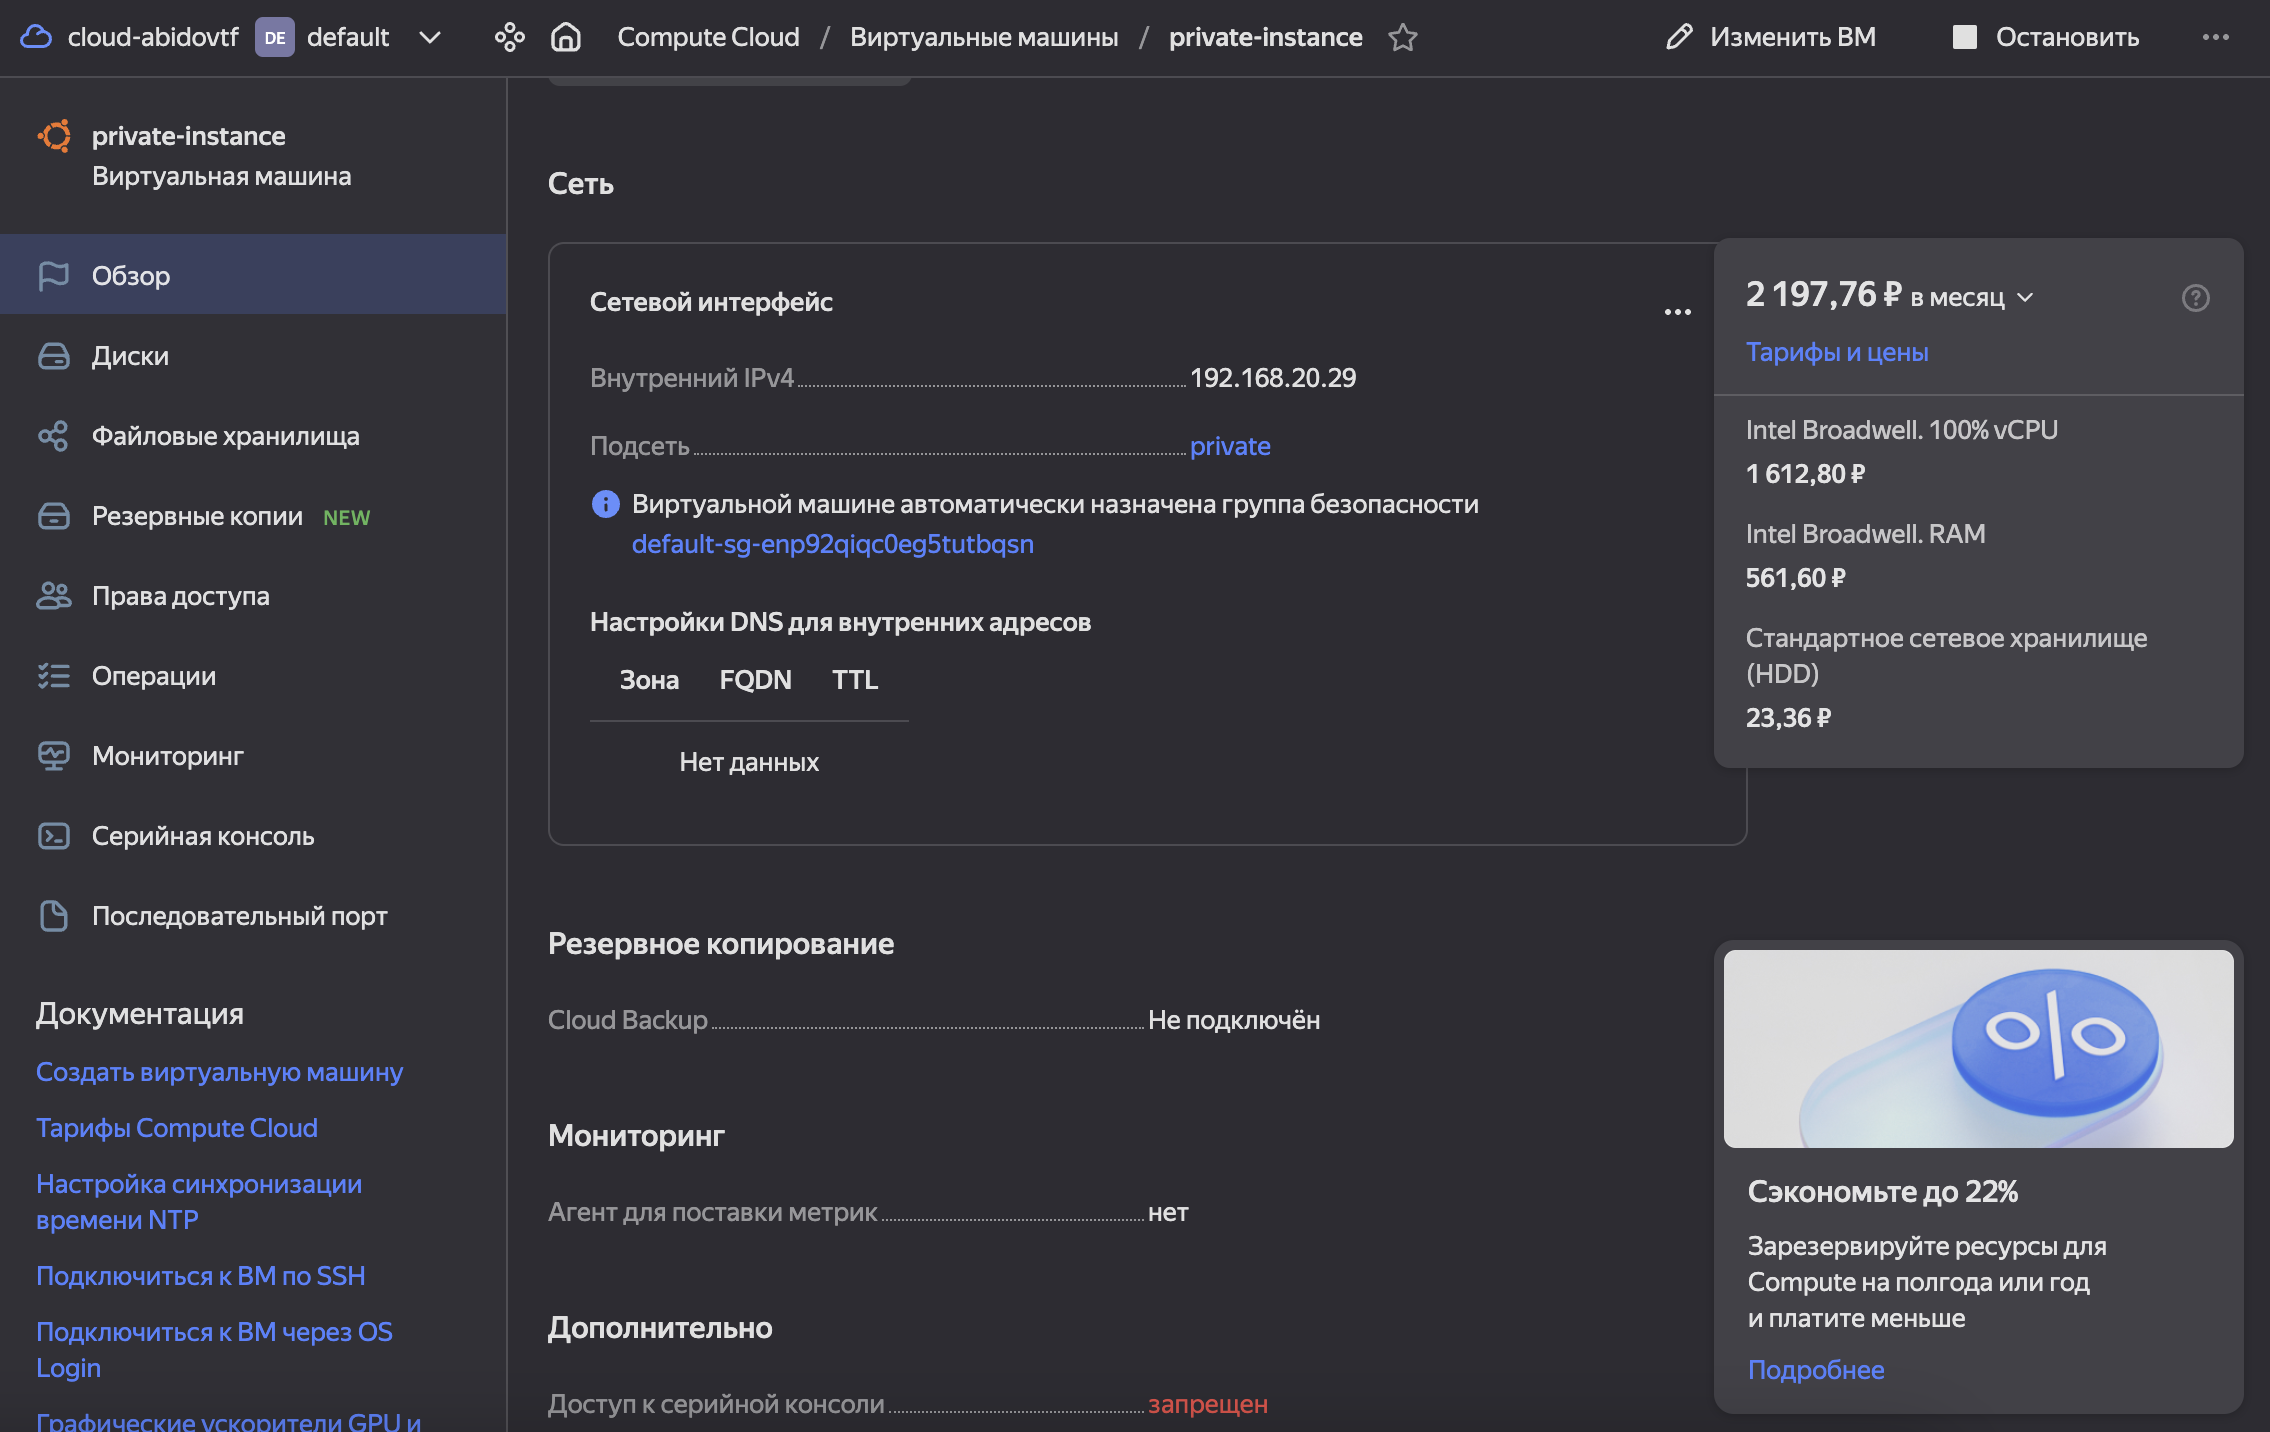 cloud-abidovtf DE default Compute Cloud / Виртуальные машины / private-instance Изменить ВМ Остановить
private-instance
Виртуальная машина
Обзор
Диски
Файловые хранилища
Резервные копии NEW
Права доступа
Операции
Мониторинг
Серийная консоль
Последовательный порт
Документация
Создать виртуальную машину
Тарифы Compute Cloud
Настройка синхронизации
времени NTP
Подключиться к ВМ по SSH
Подключиться к ВМ через OS
Login
Графические ускорители GPU и
Сеть
Сетевой интерфейс
Внутренний IPv4 192.168.20.29
Подсеть private
Виртуальной машине автоматически назначена группа безопасности
default-sg-enp92qiqc0eg5tutbqsn
Настройки DNS для внутренних адресов
Зона FQDN TTL
Нет данных
Резервное копирование
Cloud Backup Не подключён
Мониторинг
Агент для поставки метрик нет
Дополнительно
Доступ к серийной консоли запрещен
2 197,76 ₽ в месяц
Тарифы и цены
Intel Broadwell. 100% vCPU
1 612,80 ₽
Intel Broadwell. RAM
561,60 ₽
Стандартное сетевое хранилище
(HDD)
23,36 ₽
%
Сэкономьте до 22%
Зарезервируйте ресурсы для
Compute на полгода или год
и платите меньше
Подробнее